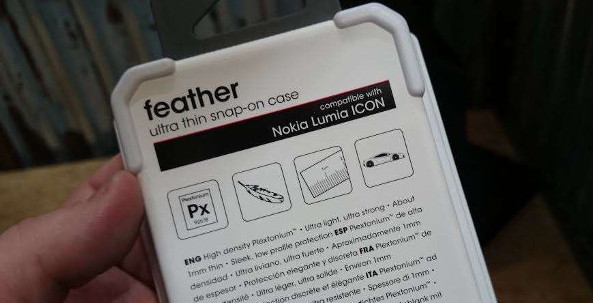 feather
ultra thin snap-on case
compatible with
Nokia Lumia ICON
Plextonium
Px
ENG High density Plextonium™ • Ultra light, ultra strong • About
1mm thin • Sleek, low profile protection ESP Plextonium™ de alta
densidad • Ultra liviano, ultra fuerte • Aproximadamente 1mm
de espesor • Protección elegante y discreta FRA Plextonium™ de
densité • Ultra léger, ultra solide • Environ 1mm
discrète et élégante ITA Plextonium™ ad
resistente • Spessore di 1mm •
Plextonium™ •
mit